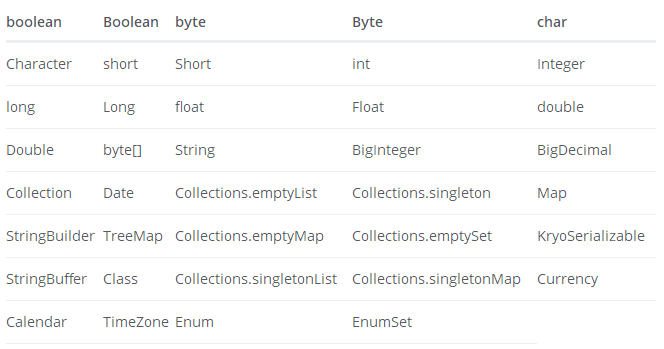 boolean Boolean byte Byte char
Character short Short int Integer
long Long float Float double
Double byte[] String BigInteger BigDecimal
Collection Date Collections.emptyList Collections.singleton Map
StringBuilder TreeMap Collections.emptyMap Collections.emptySet KryoSerializable
StringBuffer Class Collections.singletonList Collections.singletonMap Currency
Calendar TimeZone Enum EnumSet